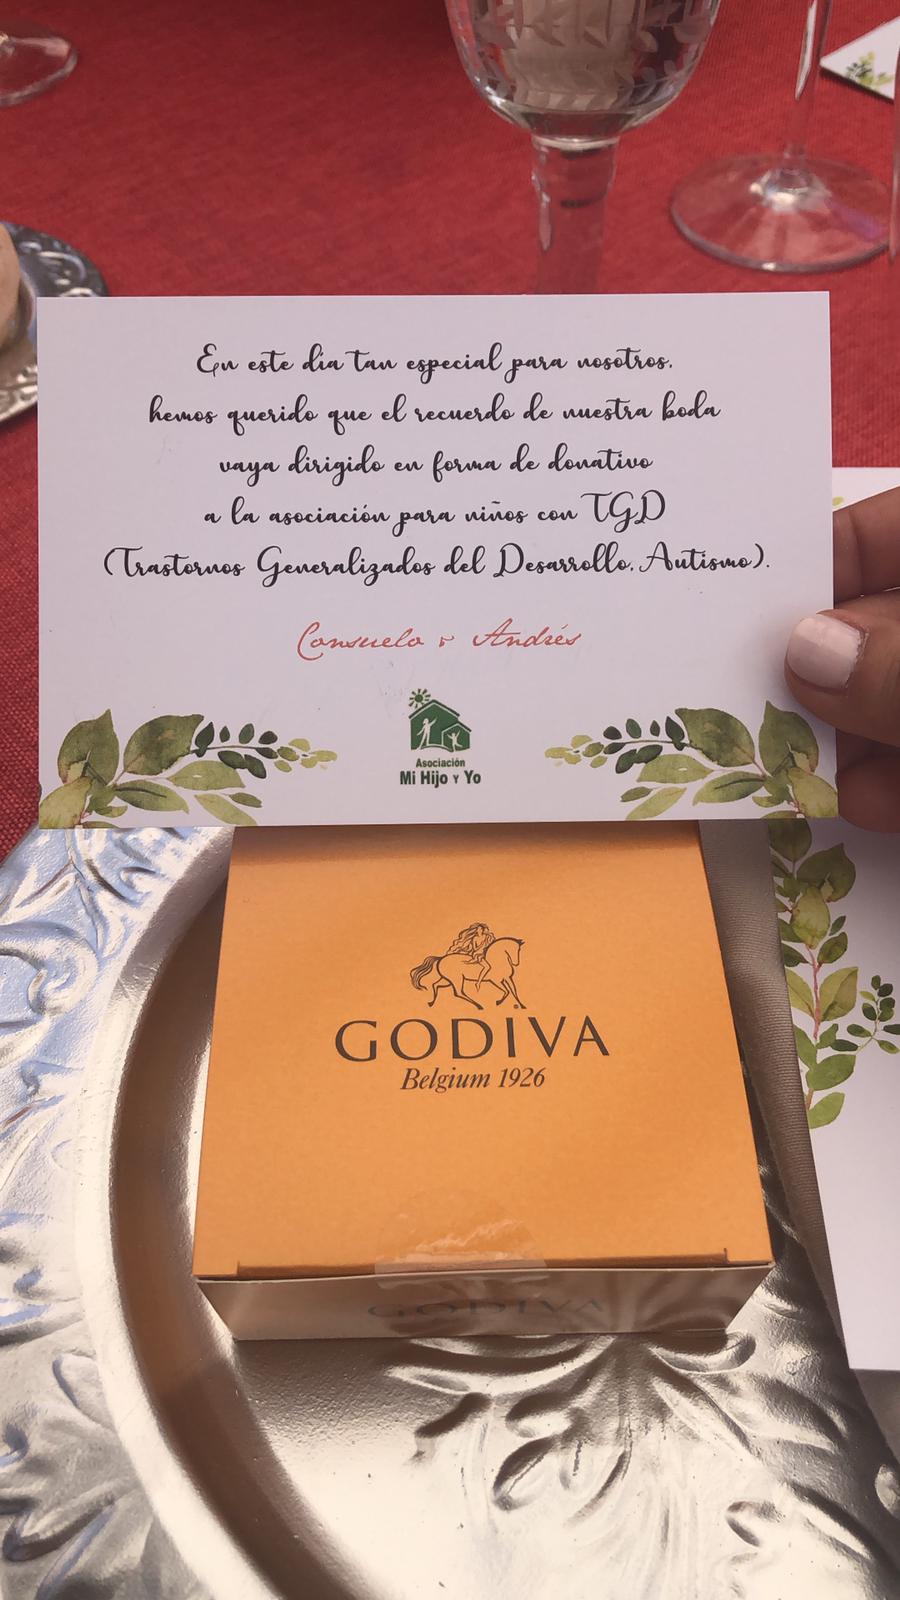 En este día tan especial para nosotros,
hemos querido que el recuerdo de nuestra boda
vaya dirigido en forma de donativo
a la asociación para niños con TGD
(Trastornos Generalizados del Desarrollo, Autismo).
Consuelo y Andrés
Asociación
Mi Hijo Y Yo
GODIVA
Belgium 1926
GODIVA